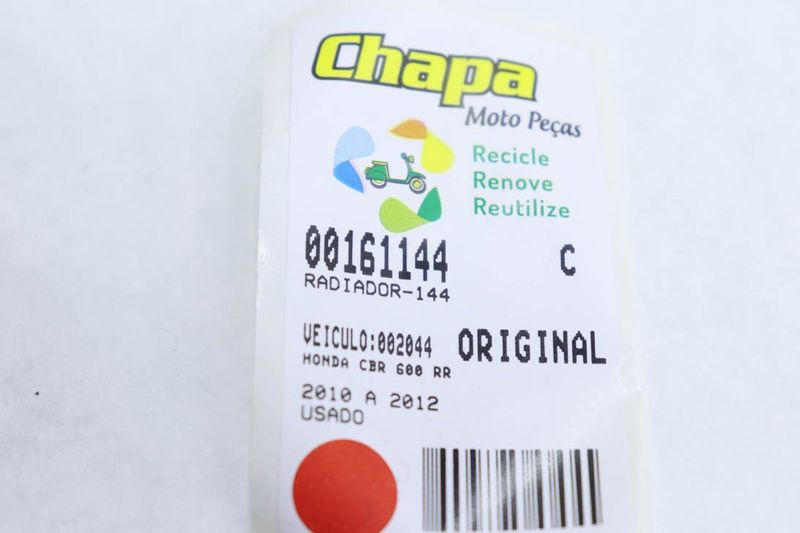 Chapa
Moto Peças
Recicle
Renove
Reutilize
00161144 C
RADIADOR-144
VEICULO:002044 ORIGINAL
HONDA CBR 600 RR
2010 A 2012
USADO